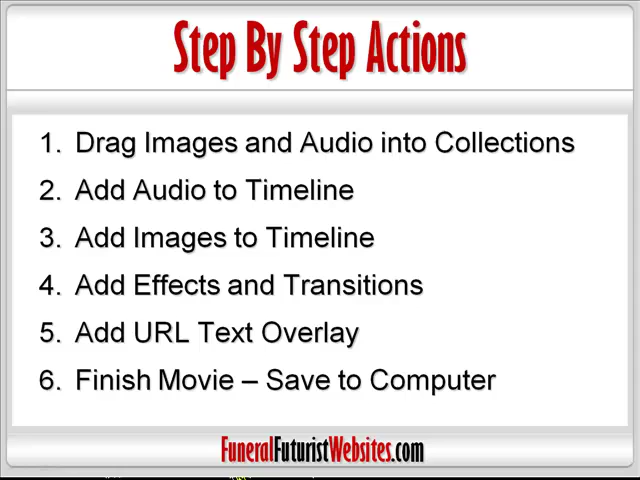 Step By Step Actions
1. Drag Images and Audio into Collections
2. Add Audio to Timeline
3. Add Images to Timeline
4. Add Effects and Transitions
5. Add URL Text Overlay
6. Finish Movie – Save to Computer
FuneralFuturistWebsites.com